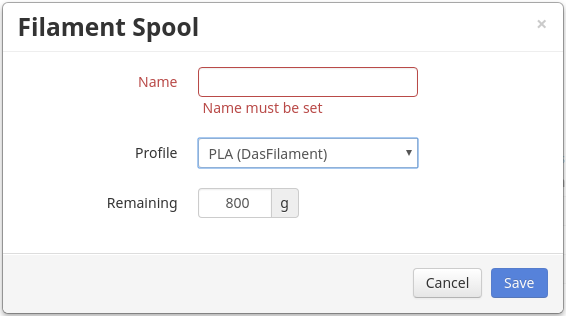 Filament Spool ×
Name
Name must be set
Profile PLA (DasFilament)
Remaining 800 g
Cancel Save